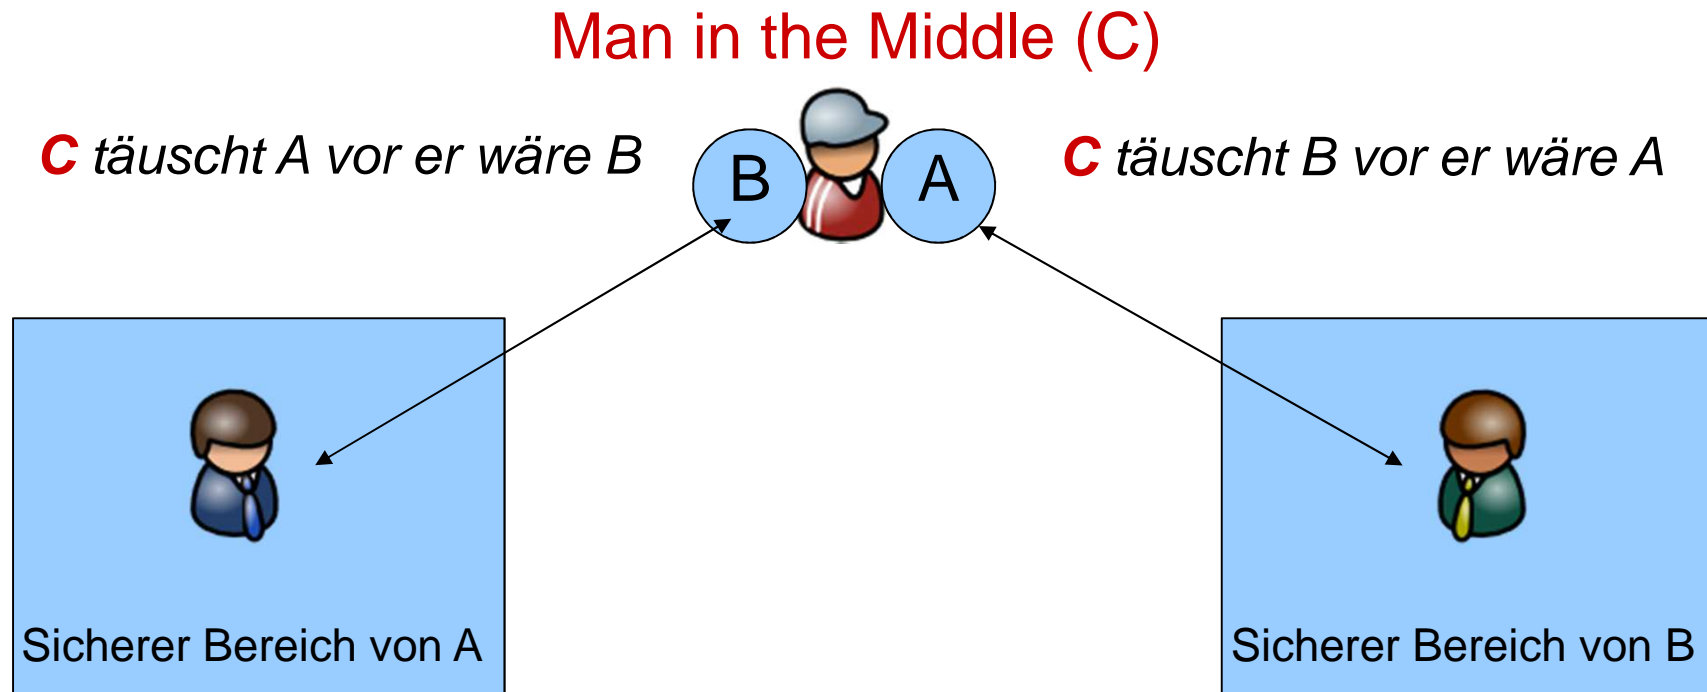 Man in the Middle (C)
C täuscht A vor er wäre B
B
A
C täuscht B vor er wäre A
Sicherer Bereich von A
Sicherer Bereich von B